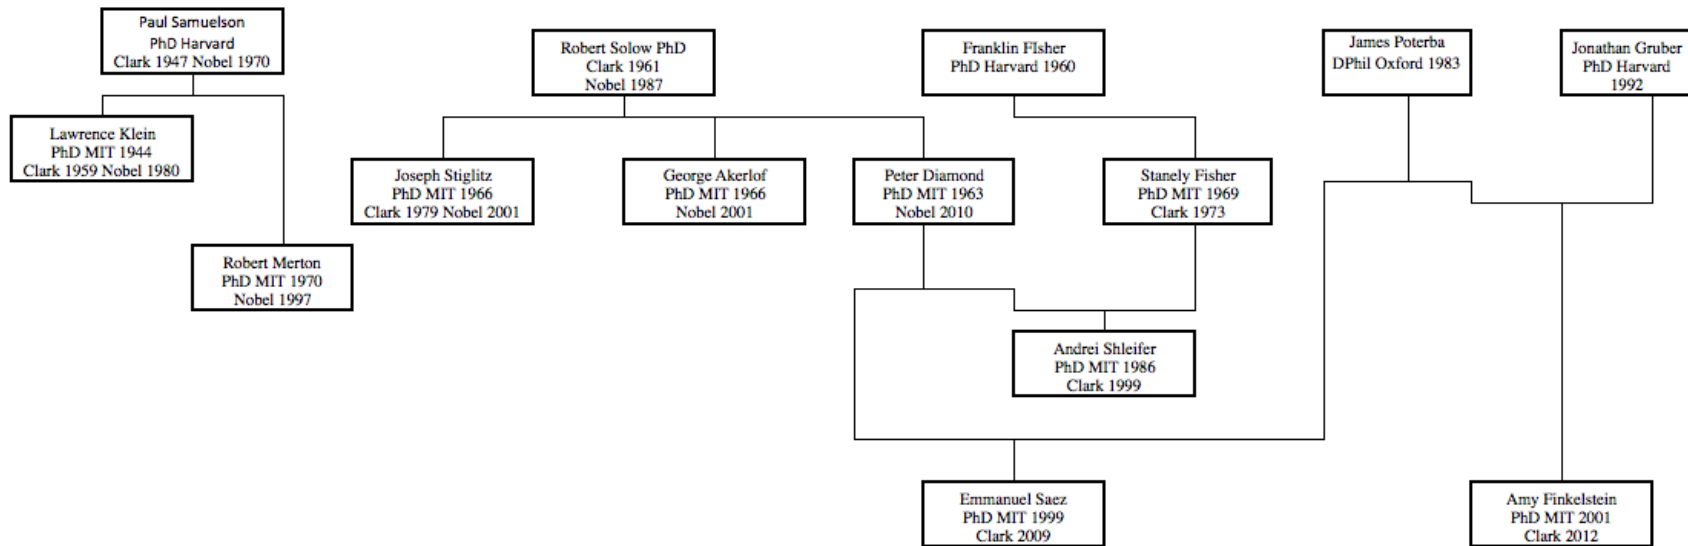 Paul Samuelson
PhD Harvard
Clark 1947 Nobel 1970
Robert Solow PhD
Clark 1961
Nobel 1987
Franklin FIsher
PhD Harvard 1960
James Poterba
DPhil Oxford 1983
Jonathan Gruber
PhD Harvard
1992
Lawrence Klein
PhD MIT 1944
Clark 1959 Nobel 1980
Joseph Stiglitz
PhD MIT 1966
Clark 1979 Nobel 2001
George Akerlof
PhD MIT 1966
Nobel 2001
Peter Diamond
PhD MIT 1963
Nobel 2010
Stanely Fisher
PhD MIT 1969
Clark 1973
Robert Merton
PhD MIT 1970
Nobel 1997
Andrei Shleifer
PhD MIT 1986
Clark 1999
Emmanuel Saez
PhD MIT 1999
Clark 2009
Amy Finkelstein
PhD MIT 2001
Clark 2012